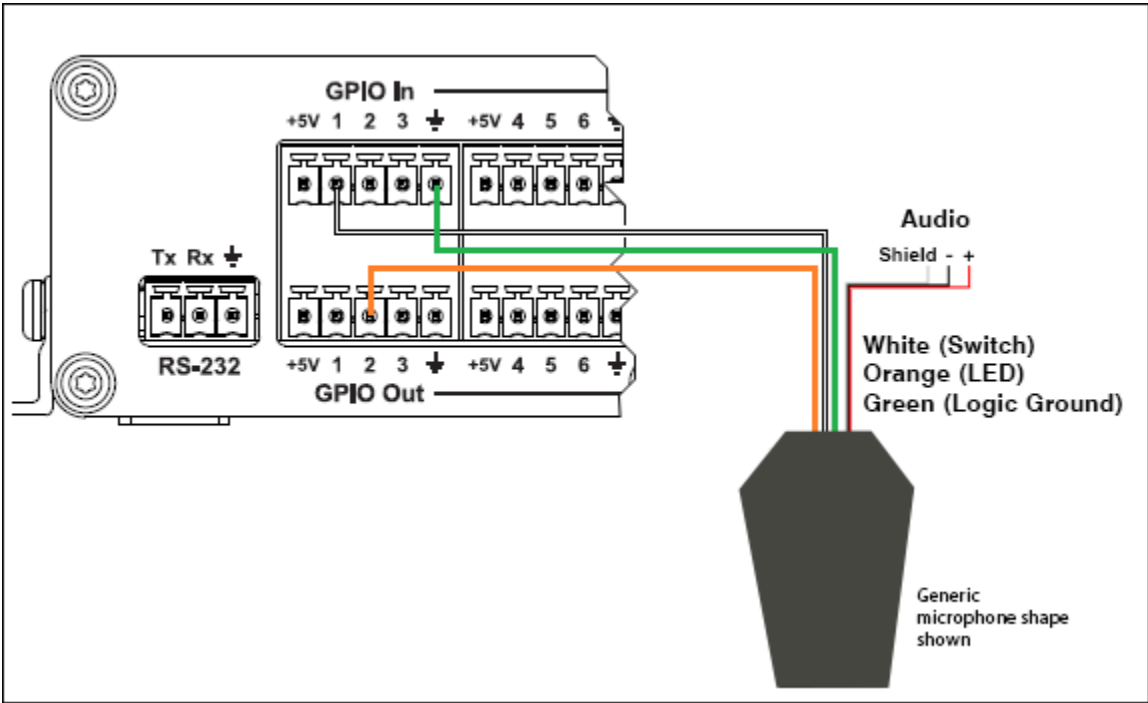 GPIO In
+5V 1 2 3 ⏚ +5V 4 5 6 ⏚
Audio
Shield - +
Tx Rx ⏚
RS-232
+5V 1 2 3 ⏚ +5V 4 5 6 ⏚
GPIO Out
White (Switch)
Orange (LED)
Green (Logic Ground)
Generic
microphone shape
shown